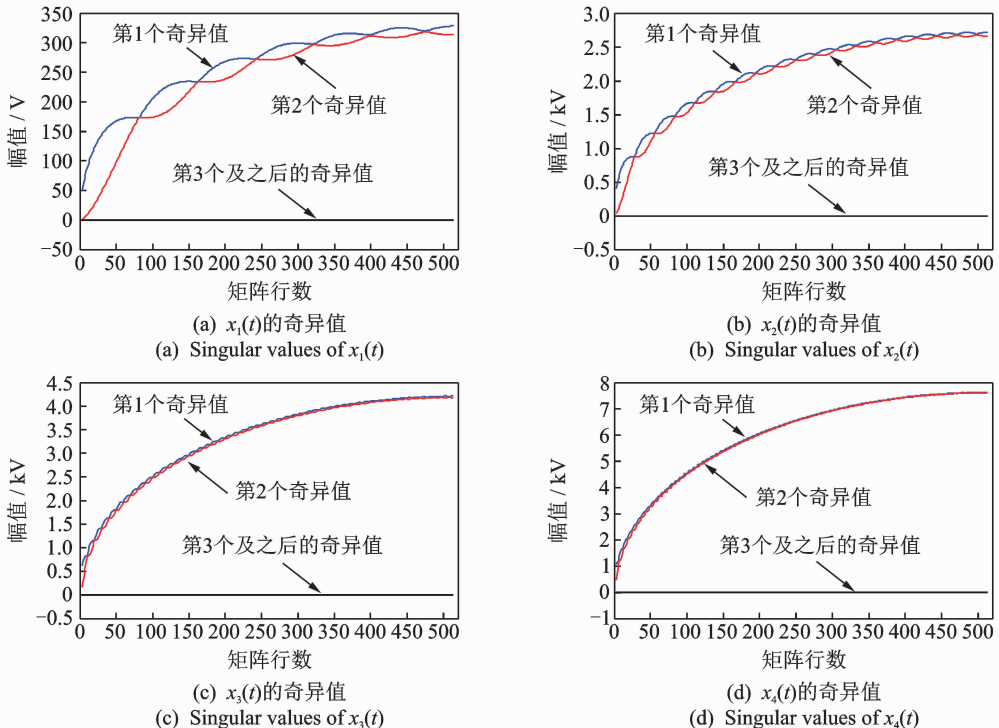 350
300
250
200
150
100
50
0
−50
幅值 / V
第1个奇异值
第2个奇异值
第3个及之后的奇异值
0 50 100 150 200 250 300 350 400 450 500
矩阵行数
(a) x₁(t)的奇异值
(a) Singular values of x₁(t)
3.0
2.5
2.0
1.5
1.0
0.5
0
−0.5
幅值 / kV
第1个奇异值
第2个奇异值
第3个及之后的奇异值
0 50 100 150 200 250 300 350 400 450 500
矩阵行数
(b) x₂(t)的奇异值
(b) Singular values of x₂(t)
4.5
4.0
3.5
3.0
2.5
2.0
1.5
1.0
0.5
0
−0.5
幅值 / kV
第1个奇异值
第2个奇异值
第3个及之后的奇异值
0 50 100 150 200 250 300 350 400 450 500
矩阵行数
(c) x₃(t)的奇异值
(c) Singular values of x₃(t)
8
7
6
5
4
3
2
1
0
−1
幅值 / kV
第1个奇异值
第2个奇异值
第3个及之后的奇异值
0 50 100 150 200 250 300 350 400 450 500
矩阵行数
(d) x₄(t)的奇异值
(d) Singular values of x₄(t)